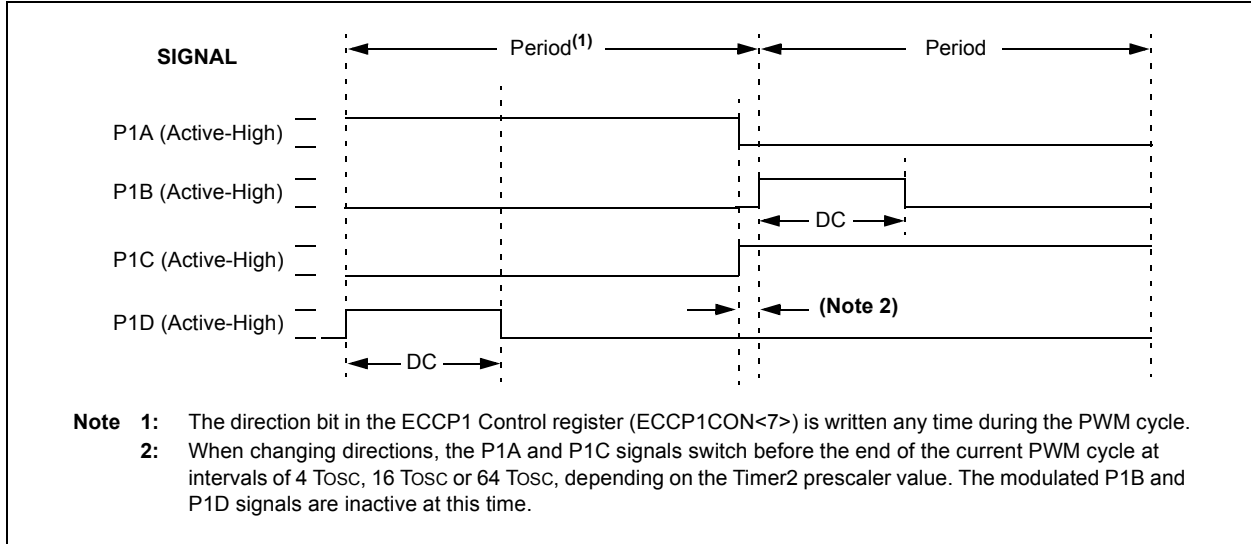 SIGNAL
Period(1)
Period
P1A (Active-High)
P1B (Active-High)
DC
P1C (Active-High)
(Note 2)
P1D (Active-High)
DC
Note 1: The direction bit in the ECCP1 Control register (ECCP1CON<7>) is written any time during the PWM cycle.
2: When changing directions, the P1A and P1C signals switch before the end of the current PWM cycle at
intervals of 4 TOSC, 16 TOSC or 64 TOSC, depending on the Timer2 prescaler value. The modulated P1B and
P1D signals are inactive at this time.